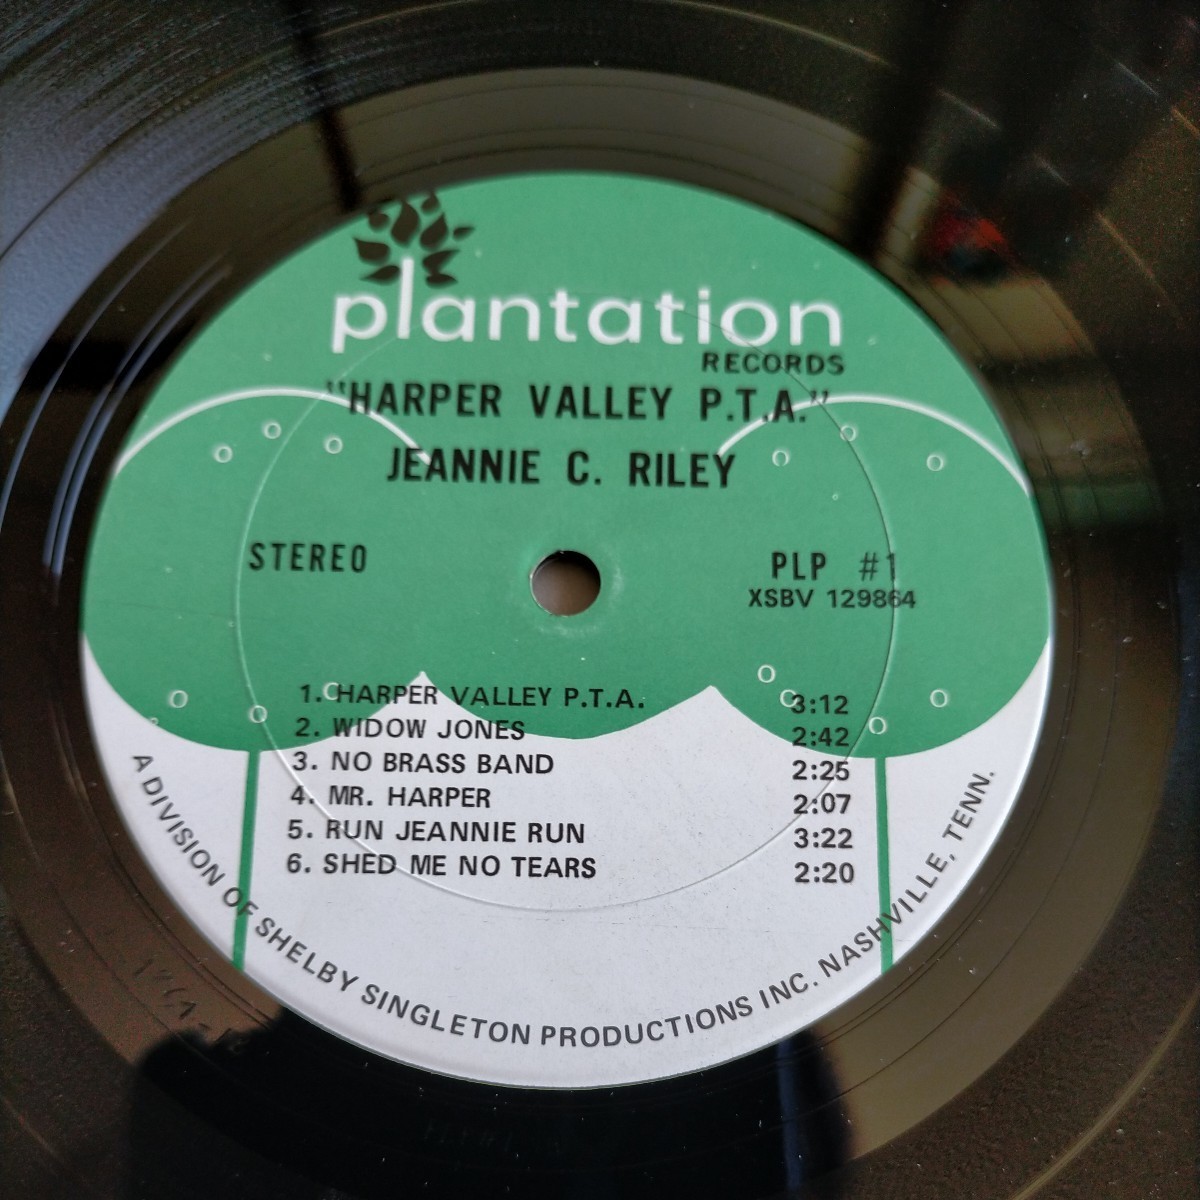 plantation
RECORDS
"HARPER VALLEY P.T.A."
JEANNIE C. RILEY
STEREO
PLP #1
XSBV 129864
1. HARPER VALLEY P.T.A. 3:12
2. WIDOW JONES 2:42
3. NO BRASS BAND 2:25
4. MR. HARPER 2:07
5. RUN JEANNIE RUN 3:22
6. SHED ME NO TEARS 2:20
A DIVISION OF SHELBY SINGLETON PRODUCTIONS INC. NASHVILLE, TENN.